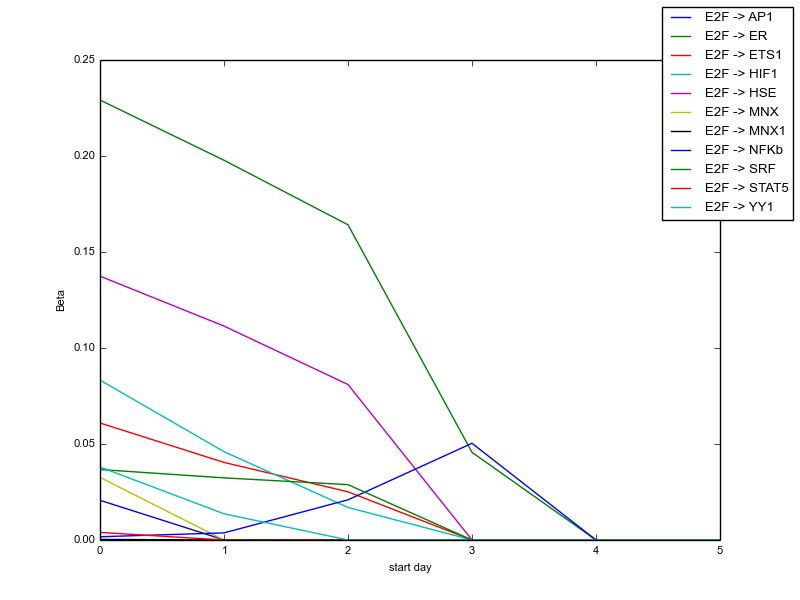 E2F -> AP1
E2F -> ER
E2F -> ETS1
E2F -> HIF1
E2F -> HSE
E2F -> MNX
E2F -> MNX1
E2F -> NFKb
E2F -> SRF
E2F -> STAT5
E2F -> YY1
0.25
0.20
0.15
0.10
0.05
0.00
Beta
0 1 2 3 4 5
start day